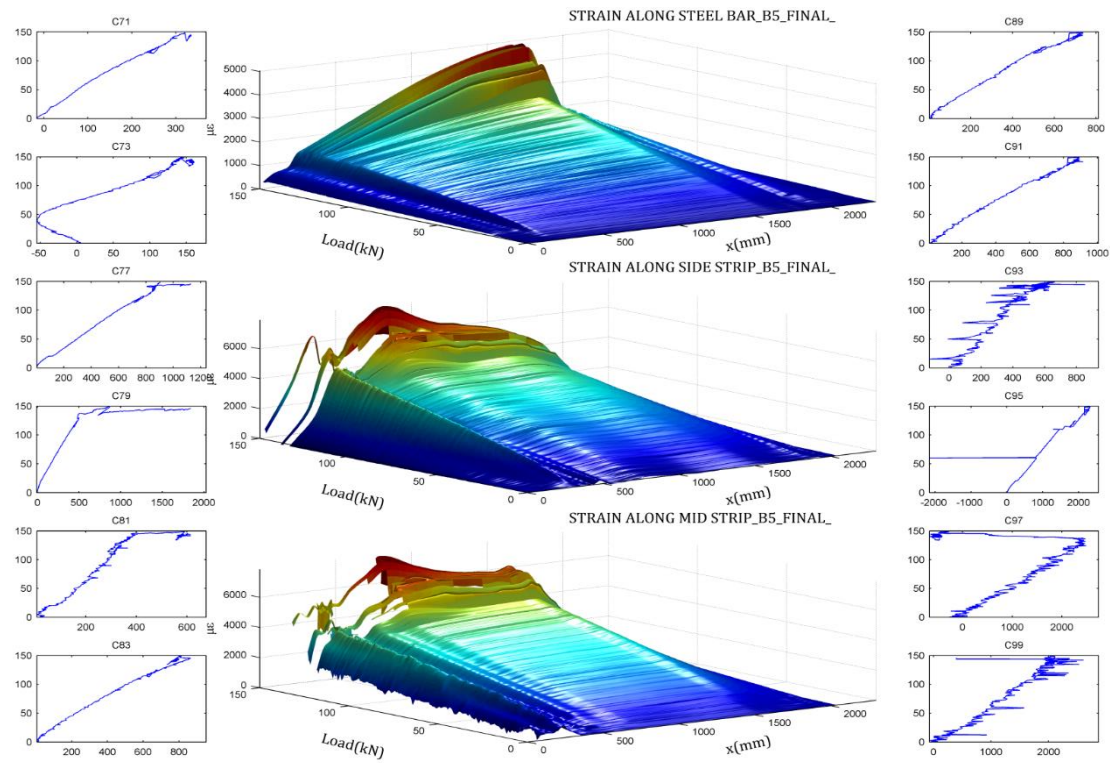 C71
150
100
50
0
0 100 200 300
C73
150
100
50
0
-50 0 50 100 150
C77
150
100
50
0
200 400 600 800 1000 1200
C79
150
100
50
0
0 500 1000 1500 2000
C81
150
100
50
0
200 400 600
C83
150
100
50
0
200 400 600 800
STRAIN ALONG STEEL BAR_B5_FINAL_
με
5000
4000
3000
2000
1000
0
150
100
50
0
Load(kN)
0
500
1000
1500
2000
x(mm)
STRAIN ALONG SIDE STRIP_B5_FINAL_
με
6000
4000
2000
0
150
100
50
0
Load(kN)
0
500
1000
1500
2000
x(mm)
STRAIN ALONG MID STRIP_B5_FINAL_
με
6000
4000
2000
0
150
100
50
0
Load(kN)
0
500
1000
1500
2000
x(mm)
C89
150
100
50
0
200 400 600 800
C91
150
100
50
0
200 400 600 800 1000
C93
150
100
50
0
0 200 400 600 800
C95
150
100
50
0
-2000 -1000 0 1000 2000
C97
150
100
50
0
0 1000 2000
C99
150
100
50
0
0 1000 2000